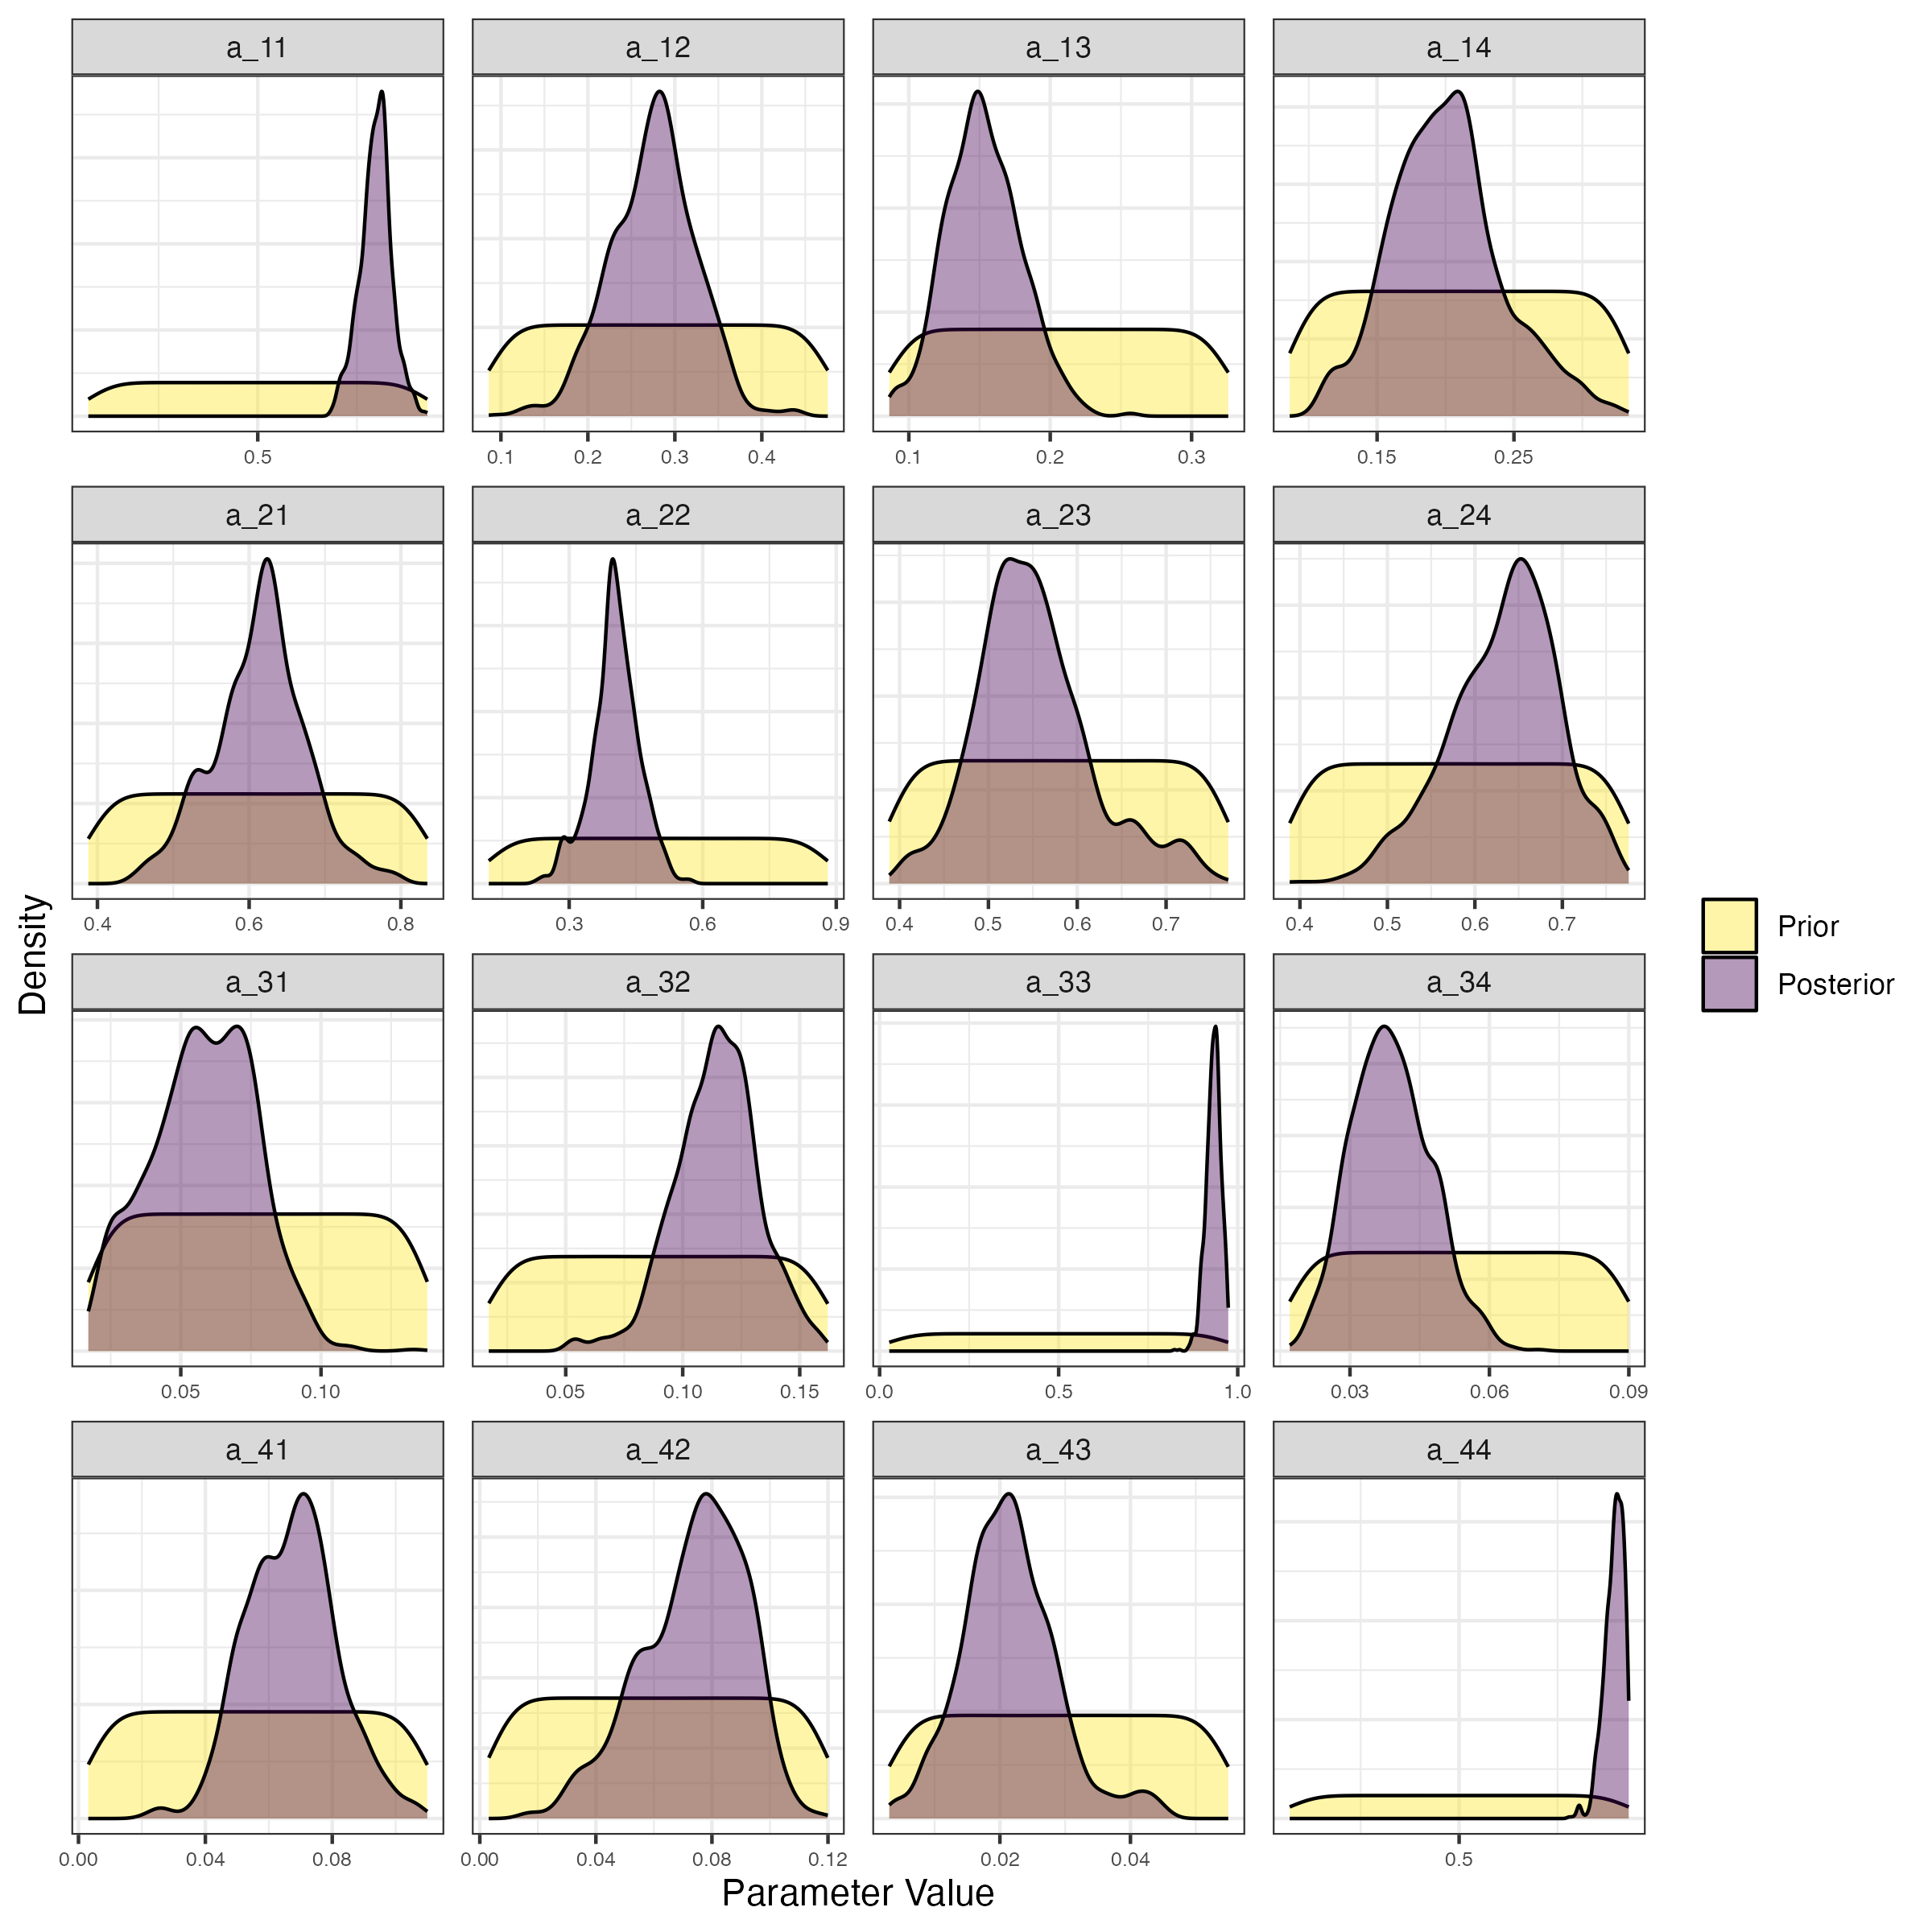 a_11 a_12 a_13 a_14
0.5 0.1 0.2 0.3 0.4 0.1 0.2 0.3 0.15 0.25
a_21 a_22 a_23 a_24
0.4 0.6 0.8 0.3 0.6 0.9 0.4 0.5 0.6 0.7 0.4 0.5 0.6 0.7
Density
Prior
Posterior
a_31 a_32 a_33 a_34
0.05 0.10 0.05 0.10 0.15 0.0 0.5 1.0 0.03 0.06 0.09
a_41 a_42 a_43 a_44
0.00 0.04 0.08 0.00 0.04 0.08 0.12 0.02 0.04 0.5
Parameter Value